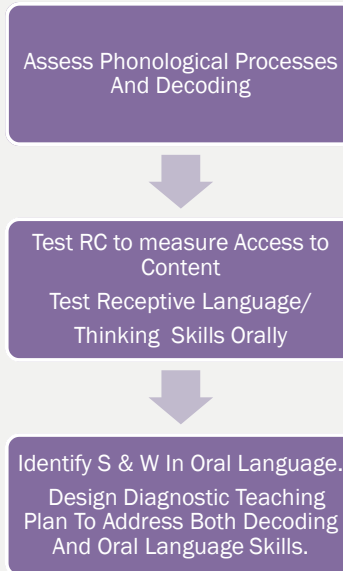 Assess Phonological Processes
And Decoding
Test RC to measure Access to
Content
Test Receptive Language/
Thinking Skills Orally
Identify S & W In Oral Language.
Design Diagnostic Teaching
Plan To Address Both Decoding
And Oral Language Skills.